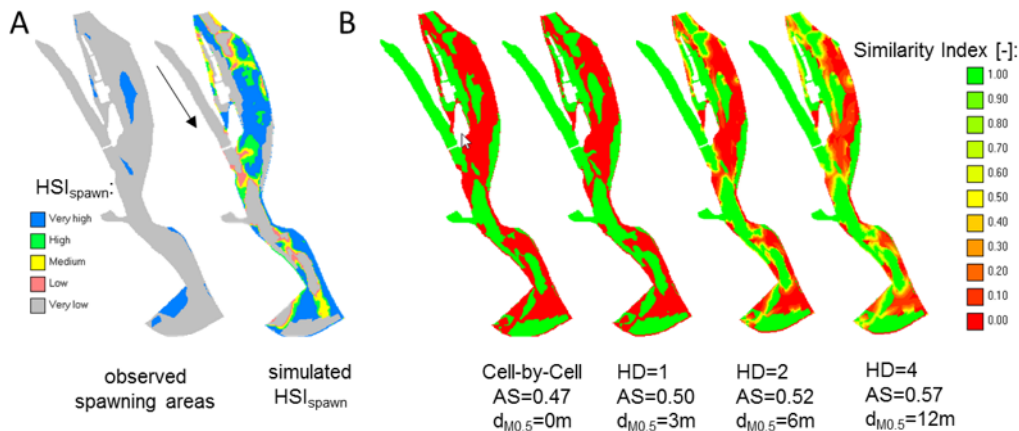 A
B
HSIspawn:
Very high
High
Medium
Low
Very low
observed
spawning areas
simulated
HSIspawn
Cell-by-Cell
AS=0.47
dM0.5=0m
HD=1
AS=0.50
dM0.5=3m
HD=2
AS=0.52
dM0.5=6m
HD=4
AS=0.57
dM0.5=12m
Similarity Index [-]:
1.00
0.90
0.80
0.70
0.60
0.50
0.40
0.30
0.20
0.10
0.00